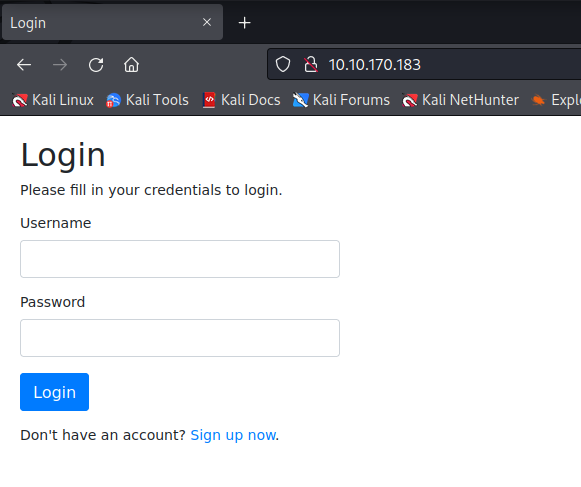 Login
10.10.170.183
Kali Linux Kali Tools Kali Docs Kali Forums Kali NetHunter Explo
Login
Please fill in your credentials to login.
Username
Password
Login
Don't have an account? Sign up now.